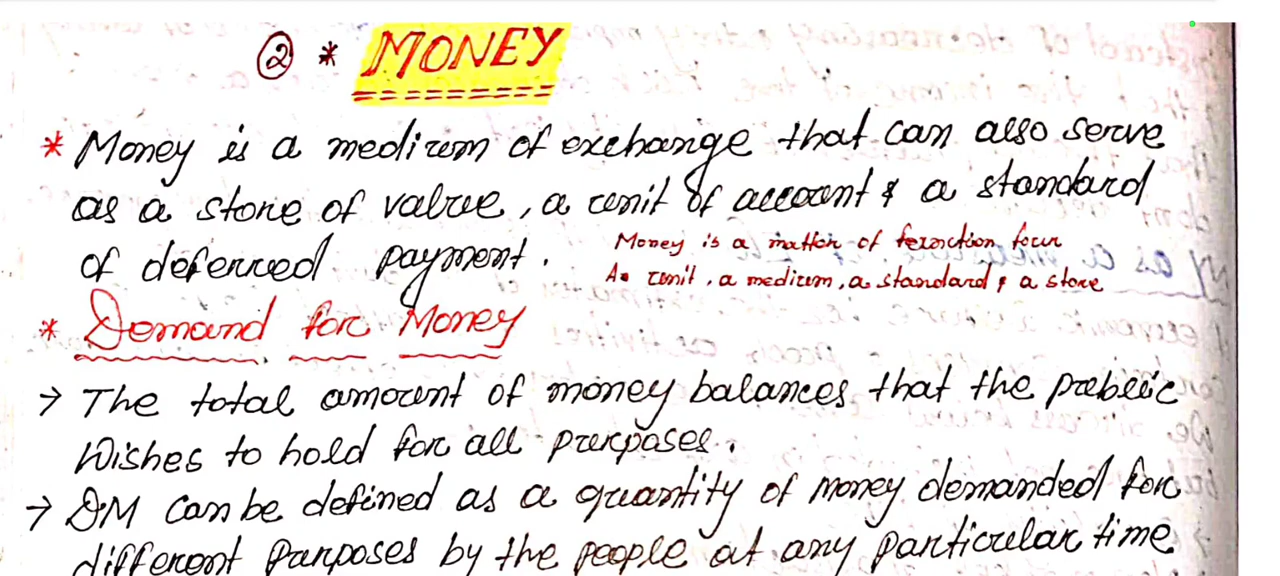 ② * MONEY
* Money is a medium of exchange that can also serve
as a store of value, a unit of account & a standard
of deferred payment.
Money is a matter of function four
A unit, a medium, a standard & a store
* Demand for Money
→ The total amount of money balances that the public
Wishes to hold for all purposes.
→ DM can be defined as a quantity of money demanded for
different purposes by the people at any particular time